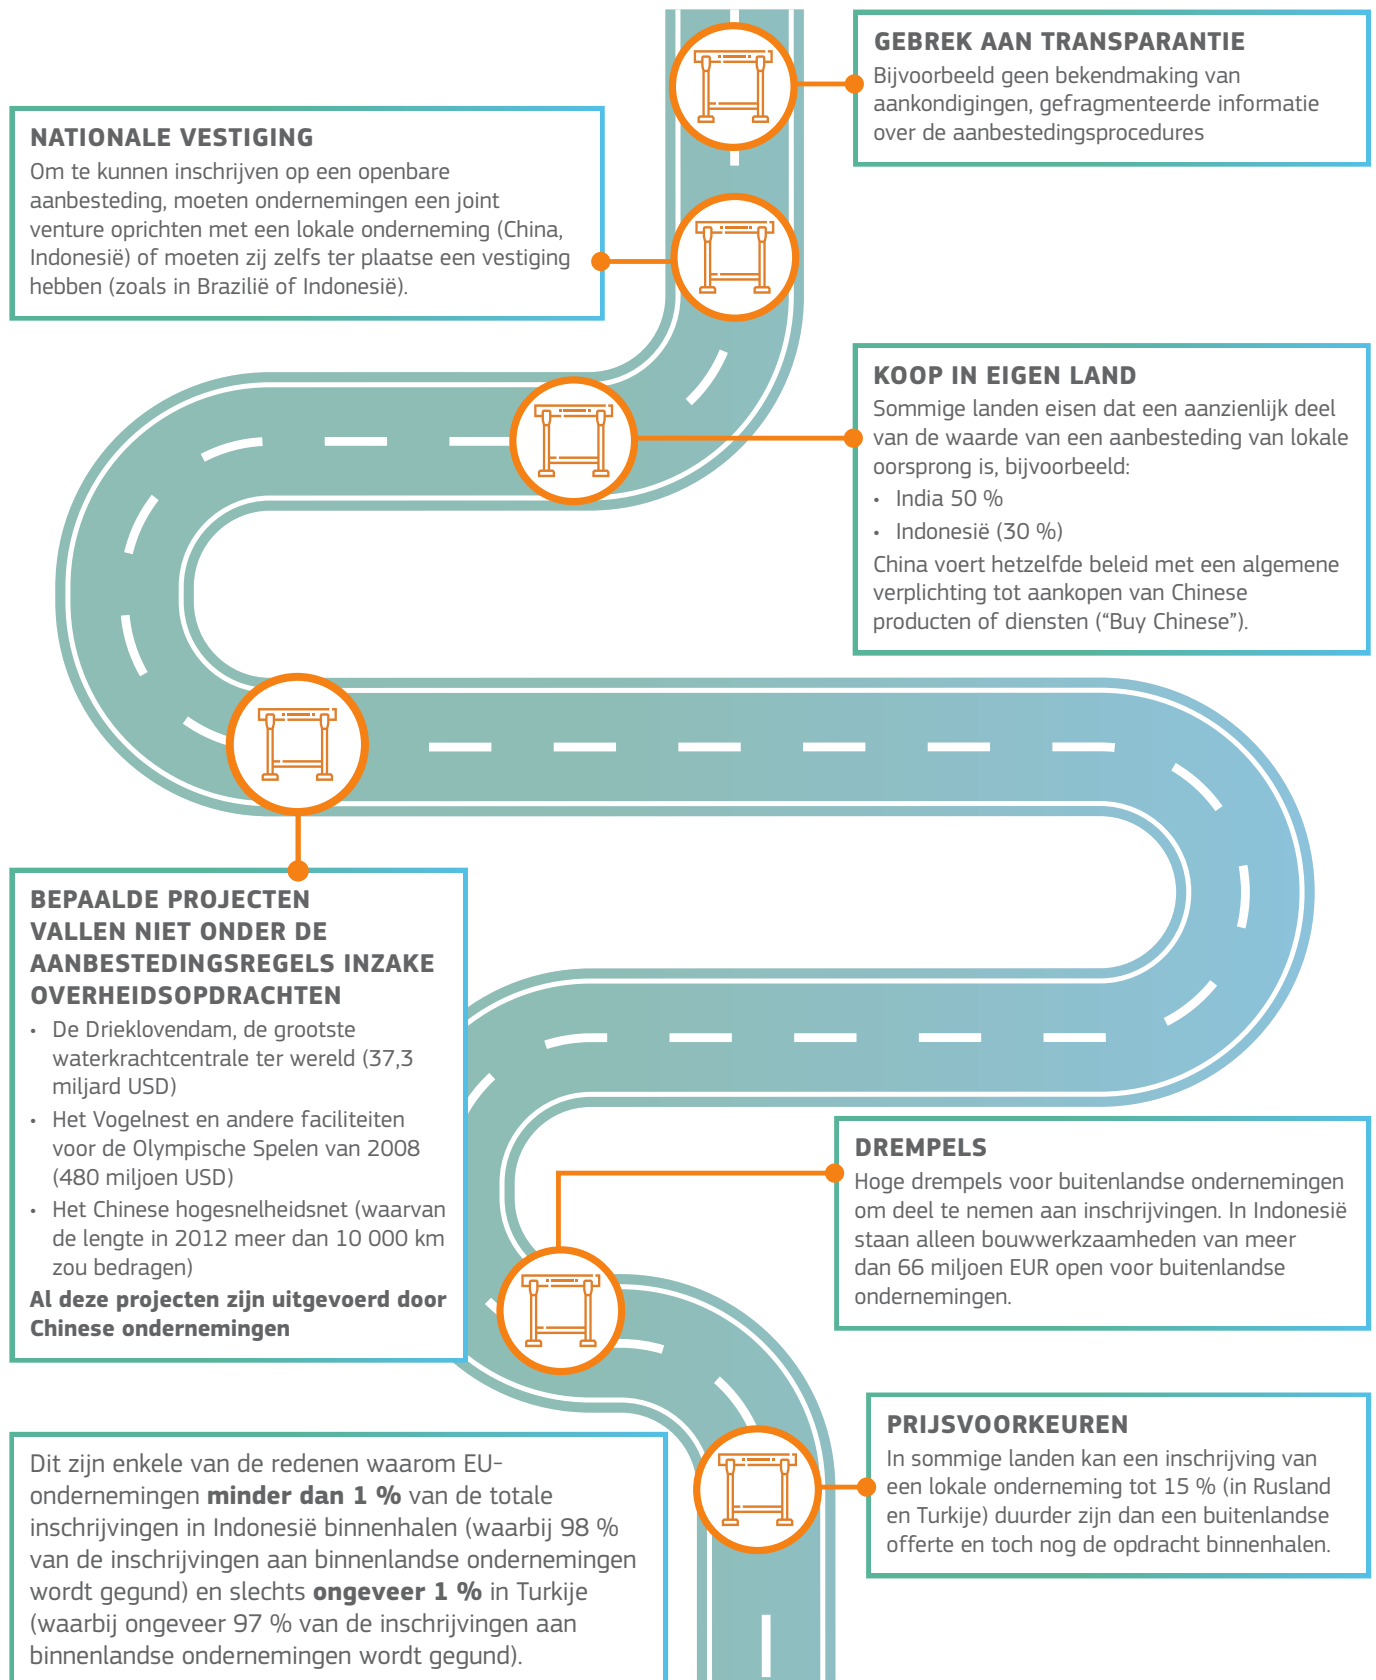 GEBREK AAN TRANSPARANTIE
Bijvoorbeeld geen bekendmaking van
aankondigingen, gefragmenteerde informatie
over de aanbestedingsprocedures
NATIONALE VESTIGING
Om te kunnen inschrijven op een openbare
aanbesteding, moeten ondernemingen een joint
venture oprichten met een lokale onderneming (China,
Indonesië) of moeten zij zelfs ter plaatse een vestiging
hebben (zoals in Brazilië of Indonesië).
KOOP IN EIGEN LAND
Sommige landen eisen dat een aanzienlijk deel
van de waarde van een aanbesteding van lokale
oorsprong is, bijvoorbeeld:
• India 50 %
• Indonesië (30 %)
China voert hetzelfde beleid met een algemene
verplichting tot aankopen van Chinese
producten of diensten (“Buy Chinese”).
BEPAALDE PROJECTEN
VALLEN NIET ONDER DE
AANBESTEDINGSREGELS INZAKE
OVERHEIDSOPDRACHTEN
• De Drieklovendam, de grootste
waterkrachtcentrale ter wereld (37,3
miljard USD)
• Het Vogelnest en andere faciliteiten
voor de Olympische Spelen van 2008
(480 miljoen USD)
• Het Chinese hogesnelheidsnet (waarvan
de lengte in 2012 meer dan 10 000 km
zou bedragen)
Al deze projecten zijn uitgevoerd door
Chinese ondernemingen
DREMPELS
Hoge drempels voor buitenlandse ondernemingen
om deel te nemen aan inschrijvingen. In Indonesië
staan alleen bouwwerkzaamheden van meer
dan 66 miljoen EUR open voor buitenlandse
ondernemingen.
PRIJSVOORKEUREN
In sommige landen kan een inschrijving van
een lokale onderneming tot 15 % (in Rusland
en Turkije) duurder zijn dan een buitenlandse
offerte en toch nog de opdracht binnenhalen.
Dit zijn enkele van de redenen waarom EU-
ondernemingen minder dan 1 % van de totale
inschrijvingen in Indonesië binnenhalen (waarbij 98 %
van de inschrijvingen aan binnenlandse ondernemingen
wordt gegund) en slechts ongeveer 1 % in Turkije
(waarbij ongeveer 97 % van de inschrijvingen aan
binnenlandse ondernemingen wordt gegund).